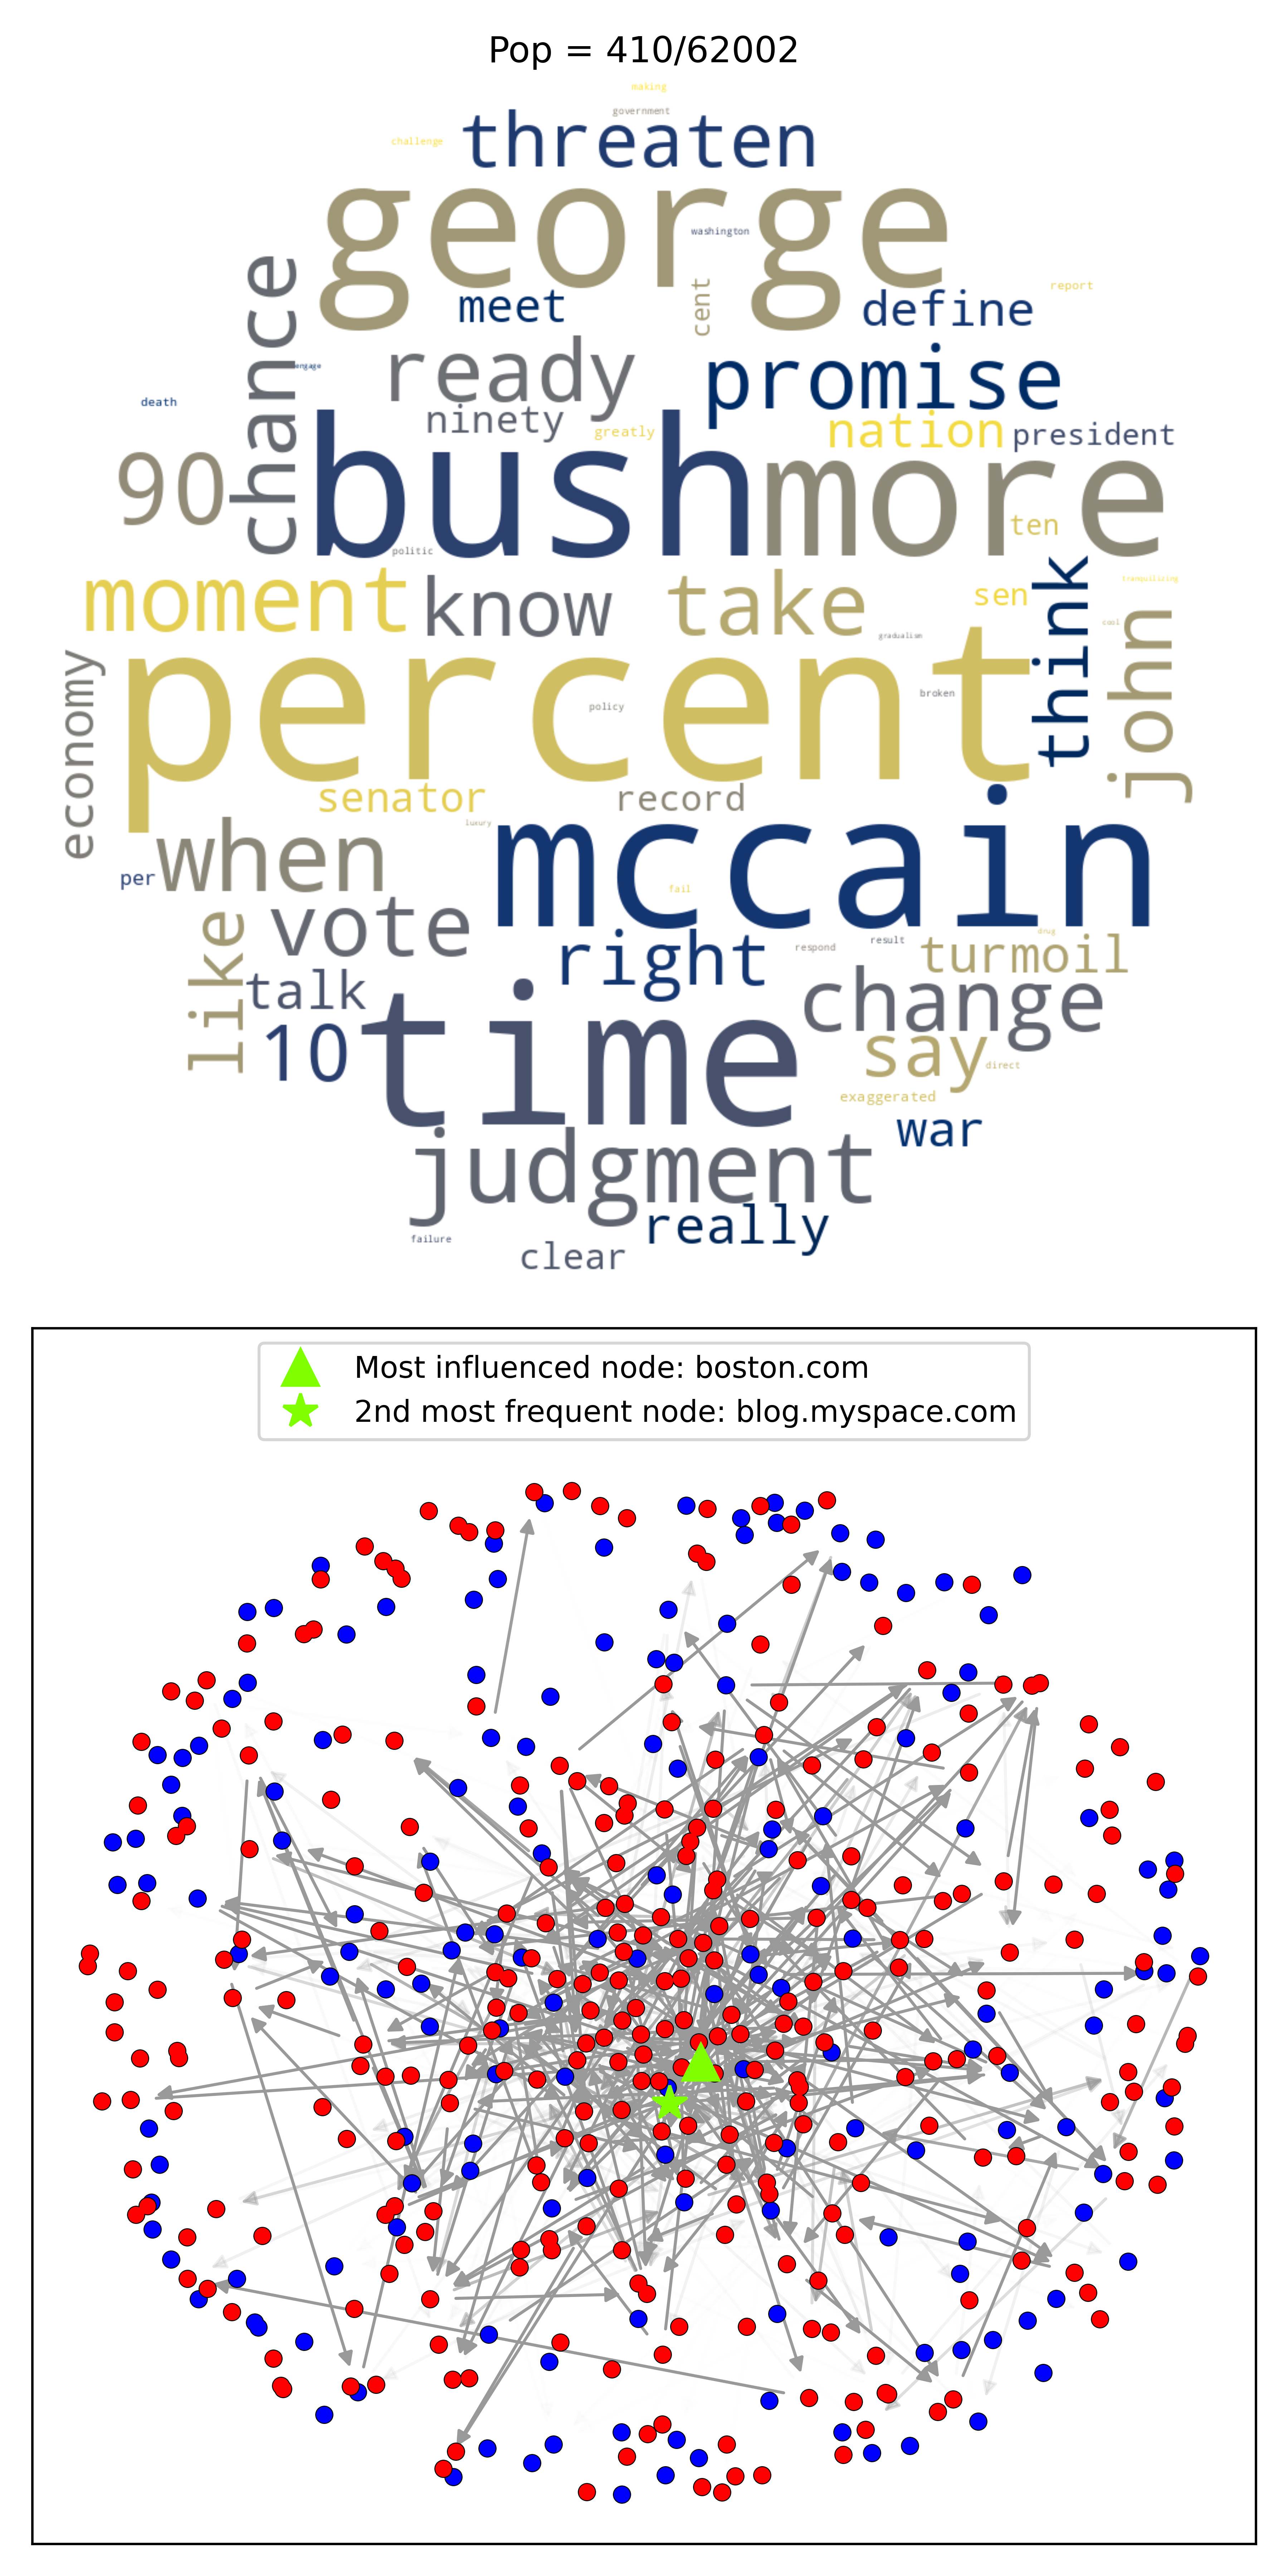 Pop = 410/62002
making
government
challenge
threaten
george
washington
chance
meet
cent
define
report
ready
promise
engage
death
ninety
greatly
nation
president
90
bush
more
ten
politic
moment
know
take
sen
think
tranquilizing
john
cool
gradualism
economy
percent
policy
broken
senator
record
luxury
when
mccain
per
fail
like
vote
right
respond
result
drug
turmoil
talk
10
time
change
say
direct
exaggerated
war
judgment
really
failure
clear
Most influenced node: boston.com
2nd most frequent node: blog.myspace.com